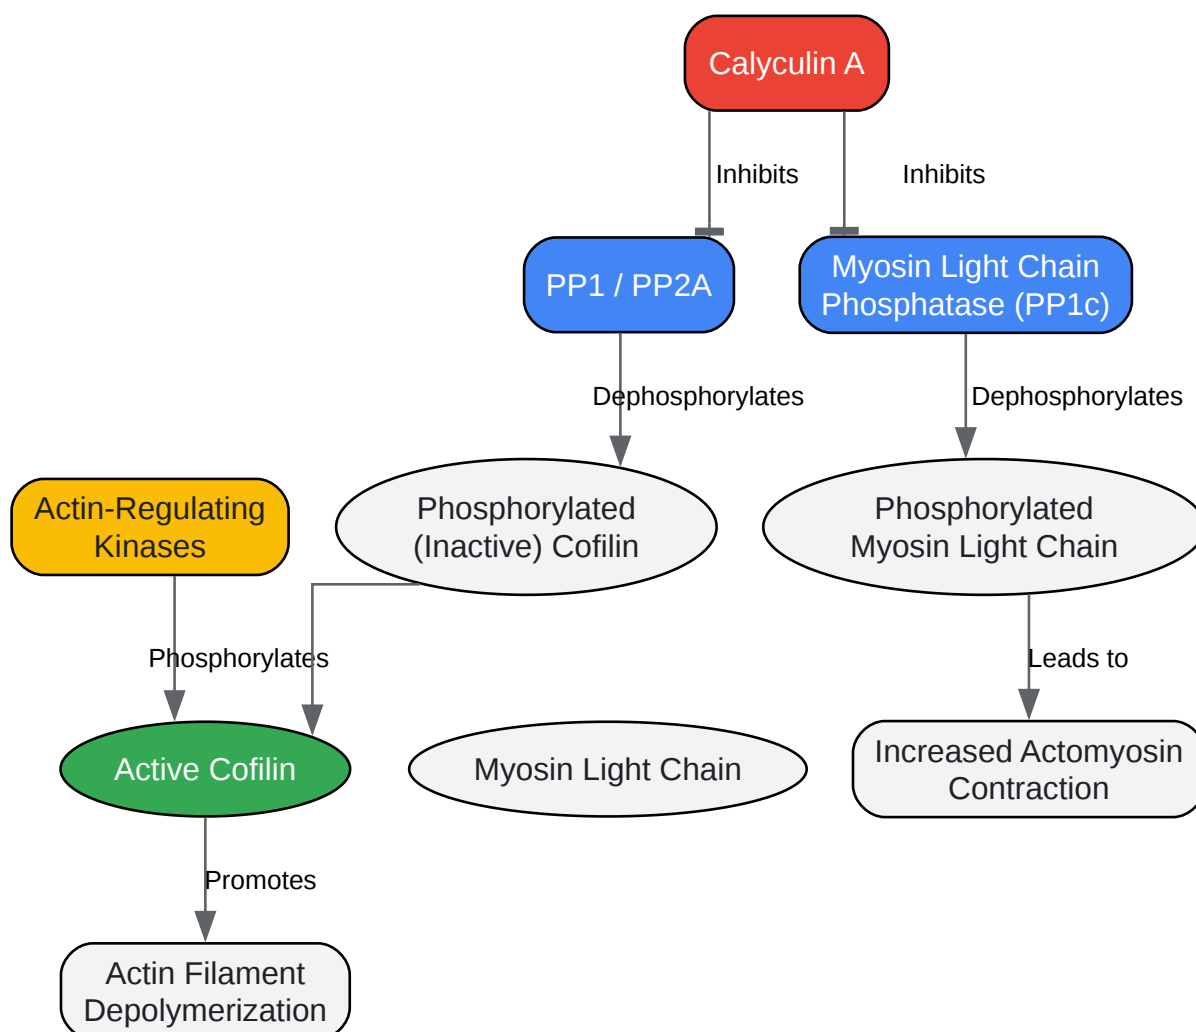 Calyculin A
Inhibits
Inhibits
PP1 / PP2A
Myosin Light Chain
Phosphatase (PP1c)
Dephosphorylates
Dephosphorylates
Actin-Regulating
Kinases
Phosphorylated
(Inactive) Cofilin
Phosphorylated
Myosin Light Chain
Phosphorylates
Leads to
Active Cofilin
Myosin Light Chain
Increased Actomyosin
Contraction
Promotes
Actin Filament
Depolymerization